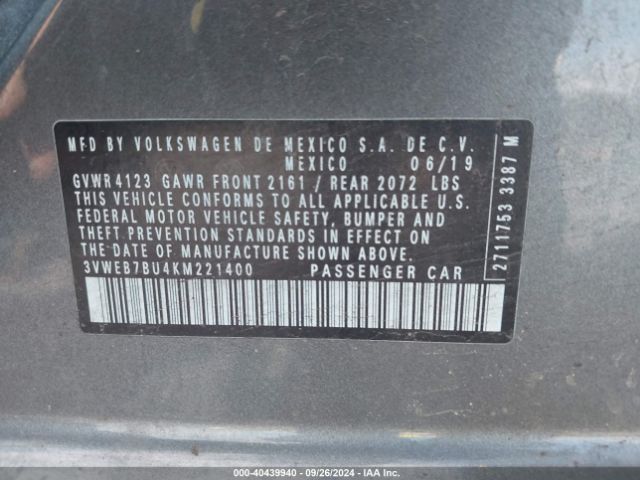 MFD BY VOLKSWAGEN DE MEXICO S.A. DE C.V.
MEXICO 06/19
GVWR 4123 GAWR FRONT 2161 / REAR 2072 LBS
THIS VEHICLE CONFORMS TO ALL APPLICABLE U.S.
FEDERAL MOTOR VEHICLE SAFETY, BUMPER AND
THEFT PREVENTION STANDARDS IN EFFECT ON
THE DATE OF MANUFACTURE SHOWN ABOVE.
3VWEB7BU4KM221400 PASSENGER CAR
2711753 3387 M
000-40439940 - 09/26/2024 - IAA Inc.